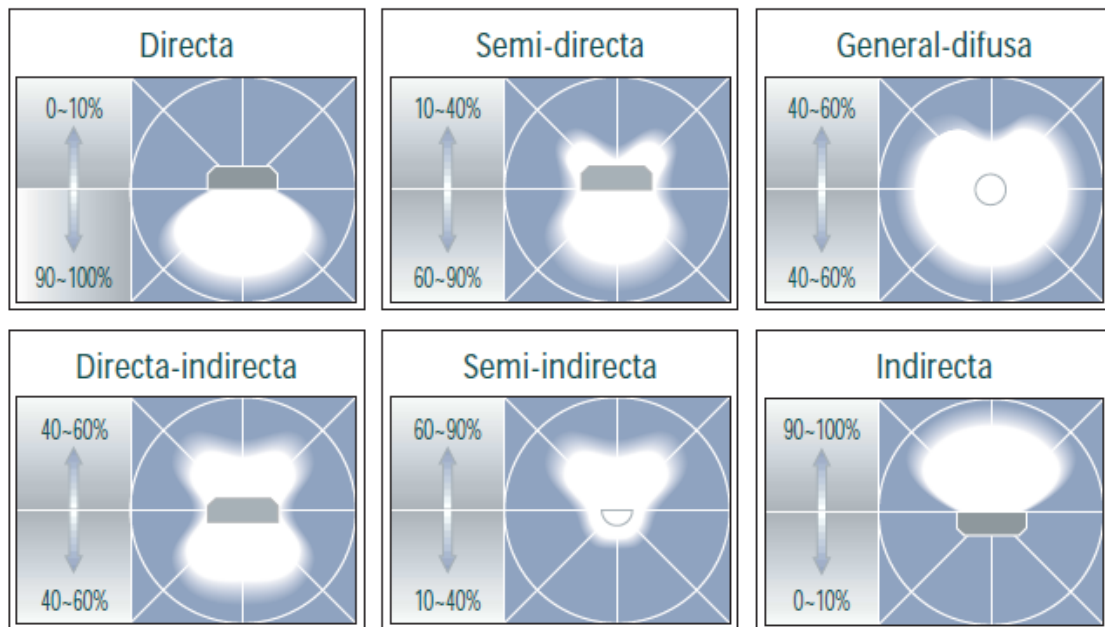 Directa
0~10%
90~100%
Semi-directa
10~40%
60~90%
General-difusa
40~60%
40~60%
Directa-indirecta
40~60%
40~60%
Semi-indirecta
60~90%
10~40%
Indirecta
90~100%
0~10%